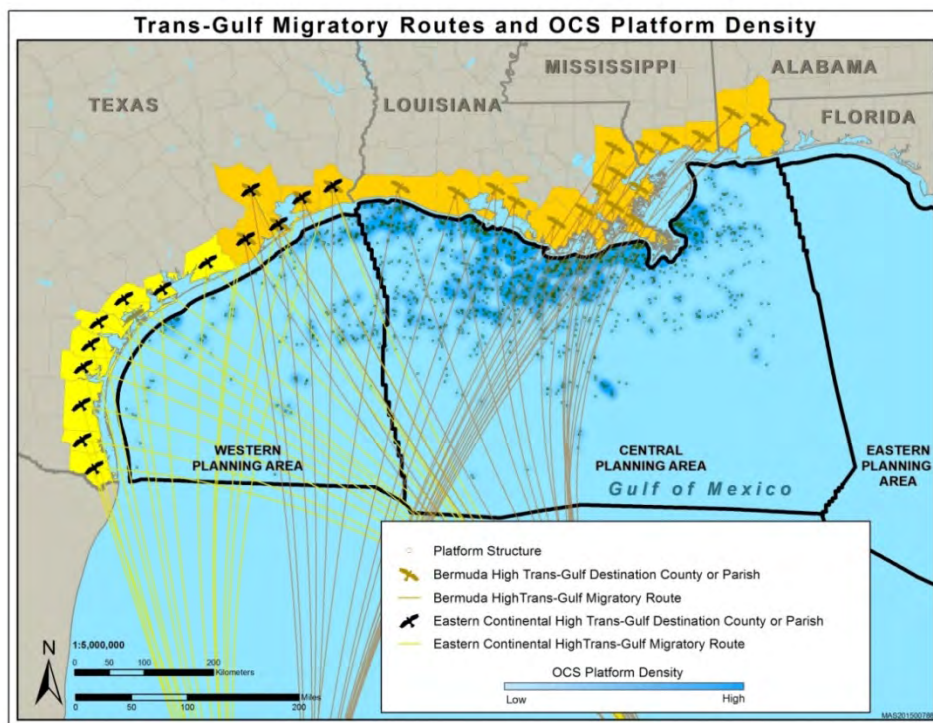 Trans-Gulf Migratory Routes and OCS Platform Density
MISSISSIPPI
ALABAMA
TEXAS
LOUISIANA
FLORIDA
WESTERN
PLANNING AREA
CENTRAL
PLANNING AREA
EASTERN
PLANNING
AREA
Gulf of Mexico
Platform Structure
Bermuda High Trans-Gulf Destination County or Parish
Bermuda HighTrans-Gulf Migratory Route
Eastern Continental High Trans-Gulf Destination County or Parish
Eastern Continental HighTrans-Gulf Migratory Route
OCS Platform Density
Low
High
N
1:5,000,000
0 50 100 200
Kilometers
0 50 100 200
Miles